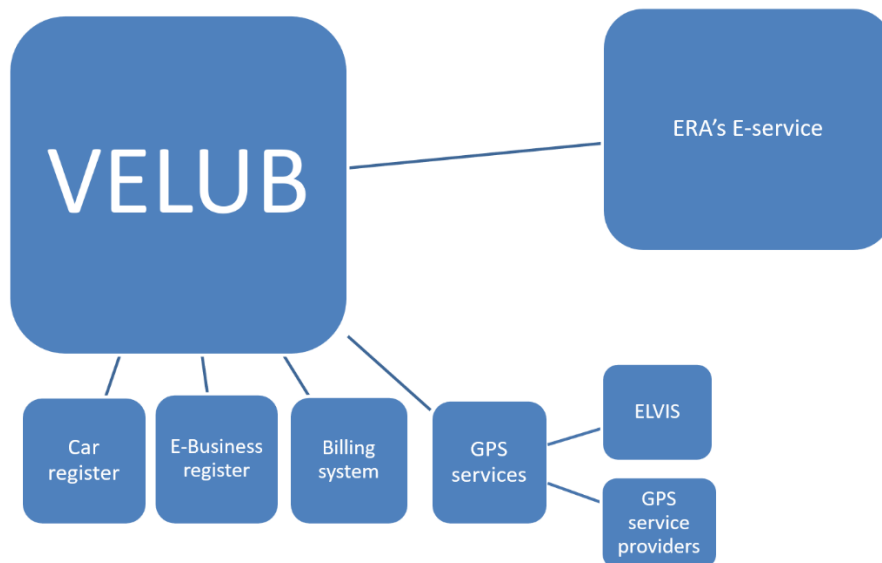 VELUB
ERA’s E-service
Car
register
E-Business
register
Billing
system
GPS
services
ELVIS
GPS
service
providers